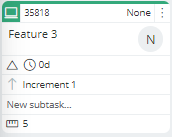 35818 None
Feature 3
N
0d
Increment 1
New subtask...
5